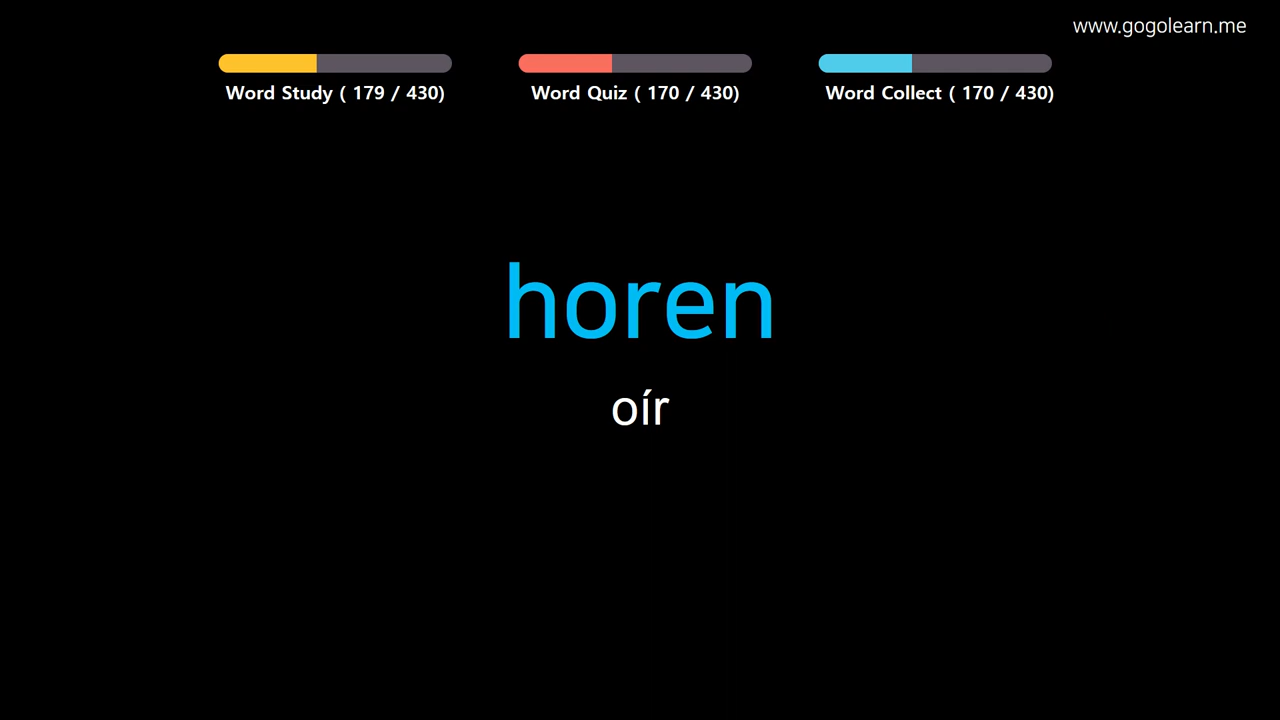 www.gogolearn.me
Word Study ( 179 / 430)
Word Quiz ( 170 / 430)
Word Collect ( 170 / 430)
horen
oír